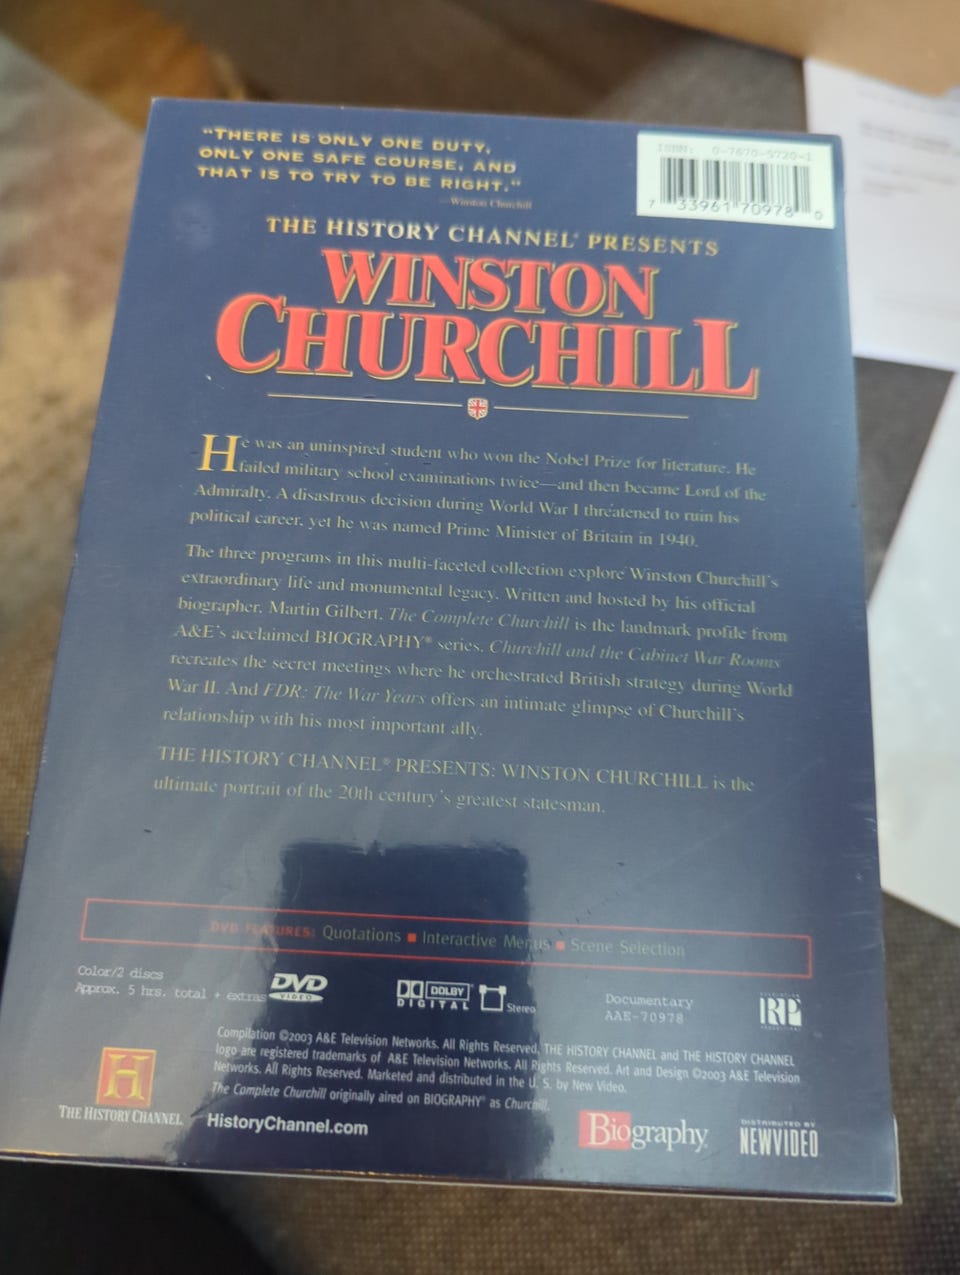 "THERE IS ONLY ONE DUTY,
ONLY ONE SAFE COURSE, AND
THAT IS TO TRY TO BE RIGHT."
—Winston Churchill
ISBN: 0-7670-5720-1
7 33961 70978 0
THE HISTORY CHANNEL® PRESENTS
WINSTON
CHURCHILL
He was an uninspired student who won the Nobel Prize for literature. He
failed military school examinations twice—and then became Lord of the
Admiralty. A disastrous decision during World War I threatened to ruin his
political career, yet he was named Prime Minister of Britain in 1940.
The three programs in this multi-faceted collection explore Winston Churchill's
extraordinary life and monumental legacy. Written and hosted by his official
biographer, Martin Gilbert, The Complete Churchill is the landmark profile from
A&E's acclaimed BIOGRAPHY® series. Churchill and the Cabinet War Rooms
recreates the secret meetings where he orchestrated British strategy during World
War II. And FDR: The War Years offers an intimate glimpse of Churchill's
relationship with his most important ally.
THE HISTORY CHANNEL® PRESENTS: WINSTON CHURCHILL is the
ultimate portrait of the 20th century's greatest statesman.
DVD FEATURES: Quotations ■ Interactive Menus ■ Scene Selection
Color/2 discs
Approx. 5 hrs. total + extras
DVD
VIDEO
DOLBY
DIGITAL
Stereo
Documentary
AAE-70978
IRP
Compilation ©2003 A&E Television Networks. All Rights Reserved. THE HISTORY CHANNEL and THE HISTORY CHANNEL
logo are registered trademarks of A&E Television Networks. All Rights Reserved. Art and Design ©2003 A&E Television
Networks. All Rights Reserved. Marketed and distributed in the U. S. by New Video.
The Complete Churchill originally aired on BIOGRAPHY® as Churchill.
H
THE HISTORY CHANNEL
HistoryChannel.com
Biography
DISTRIBUTED BY
NEWVIDEO